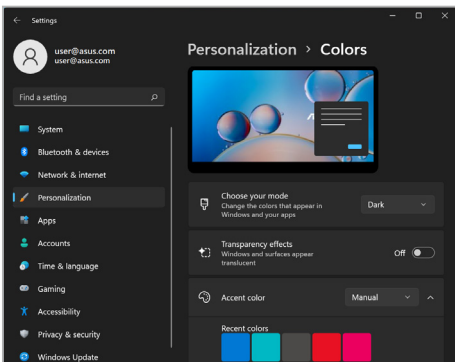 Settings
user@asus.com
user@asus.com
Find a setting
System
Bluetooth & devices
Network & internet
Personalization
Apps
Accounts
Time & language
Gaming
Accessibility
Privacy & security
Windows Update
Personalization > Colors
Choose your mode
Change the colors that appear in
Windows and your apps
Dark
Transparency effects
Windows and surfaces appear
translucent
Off
Accent color
Manual
Recent colors